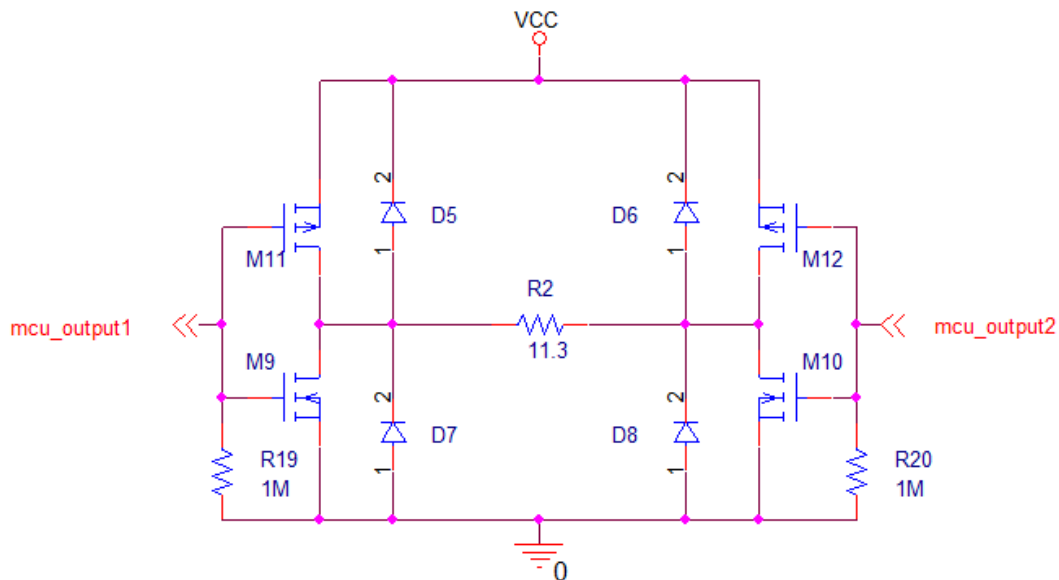 VCC
2
D5
1
2
D6
1
M11
M12
R2
11.3
mcu_output1
mcu_output2
M9
M10
2
D7
1
2
D8
1
R19
1M
R20
1M
0